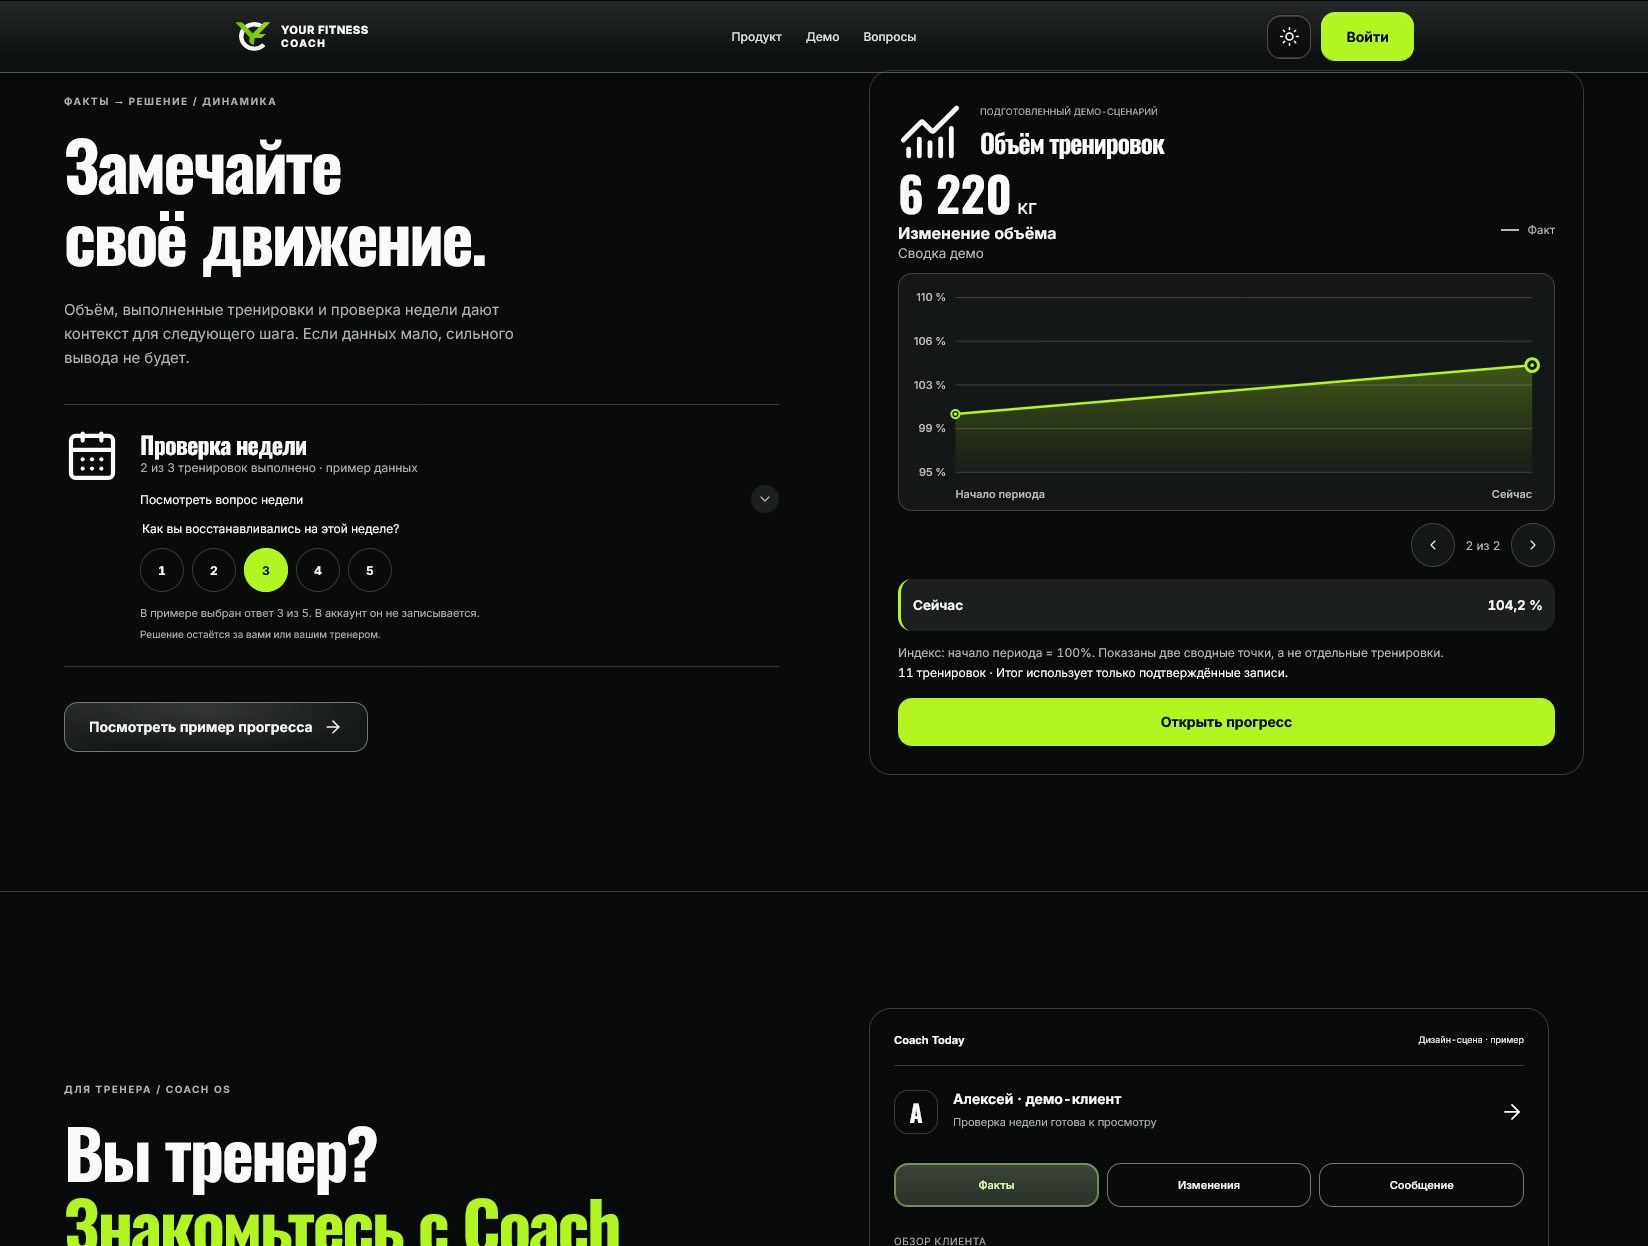 YOUR FITNESS
COACH
Продукт
Демо
Вопросы
Войти
ФАКТЫ → РЕШЕНИЕ / ДИНАМИКА
Замечайте
своё движение.
Объём, выполненные тренировки и проверка недели дают
контекст для следующего шага. Если данных мало, сильного
вывода не будет.
Проверка недели
2 из 3 тренировок выполнено · пример данных
Посмотреть вопрос недели
Как вы восстанавливались на этой неделе?
1
2
3
4
5
В примере выбран ответ 3 из 5. В аккаунт он не записывается.
Решение остаётся за вами или вашим тренером.
Посмотреть пример прогресса
ПОДГОТОВЛЕННЫЙ ДЕМО-СЦЕНАРИЙ
Объём тренировок
6 220 кг
Изменение объёма
Факт
Сводка демо
110 %
106 %
103 %
99 %
95 %
Начало периода
Сейчас
2 из 2
Сейчас
104,2 %
Индекс: начало периода = 100%. Показаны две сводные точки, а не отдельные тренировки.
11 тренировок · Итог использует только подтверждённые записи.
Открыть прогресс
ДЛЯ ТРЕНЕРА / COACH OS
Вы тренер?
Знакомьтесь с Coach
Coach Today
Дизайн-сцена · пример
А
Алексей · демо-клиент
Проверка недели готова к просмотру
Факты
Изменения
Сообщение
ОБЗОР КЛИЕНТА